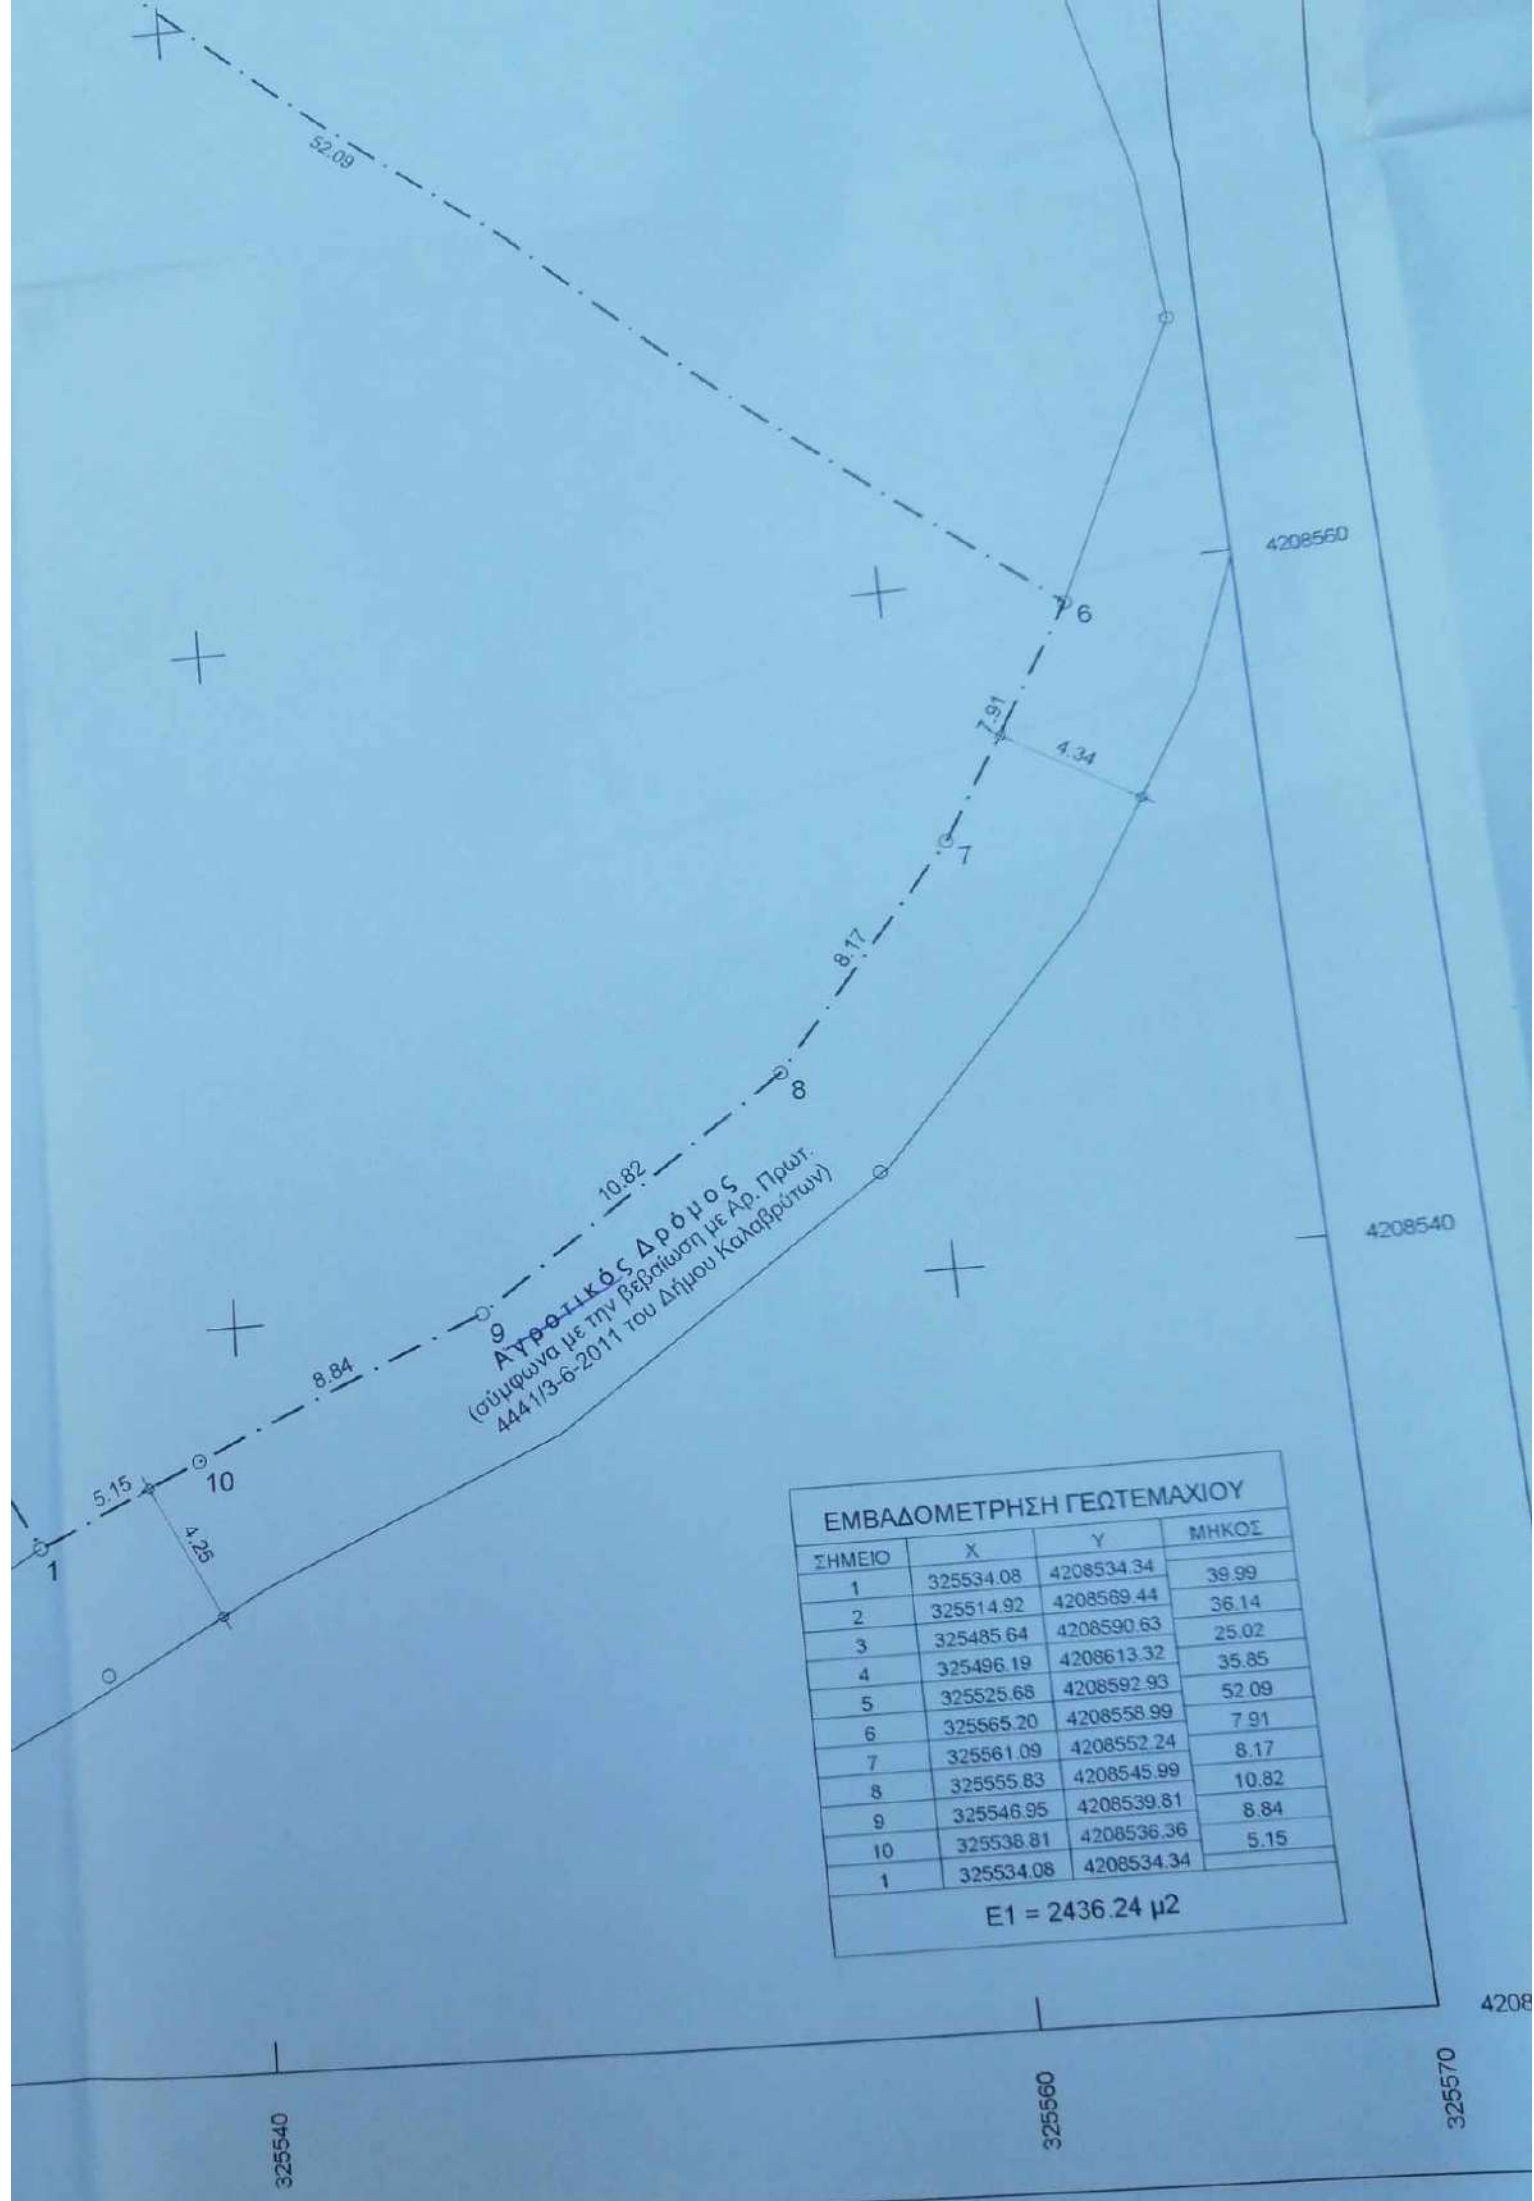 52.09
4208560
6
7.91
4.34
7
8.17
8
10.82
4208540
Αγροτικός Δρόμος
(σύμφωνα με την βεβαίωση με Αρ. Πρωτ.
4441/3-6-2011 του Δήμου Καλαβρύτων)
9
8.84
10
5.15
4.25
1
ΕΜΒΑΔΟΜΕΤΡΗΣΗ ΓΕΩΤΕΜΑΧΙΟΥ
ΣΗΜΕΙΟ X Y ΜΗΚΟΣ
1 325534.08 4208534.34
39.99
2 325514.92 4208569.44
36.14
3 325485.64 4208590.63
25.02
4 325496.19 4208613.32
35.85
5 325525.68 4208592.93
52.09
6 325565.20 4208558.99
7.91
7 325561.09 4208552.24
8.17
8 325555.83 4208545.99
10.82
9 325546.95 4208539.81
8.84
10 325538.81 4208536.36
5.15
1 325534.08 4208534.34
E1 = 2436.24 μ2
4208
325540
325560
325570